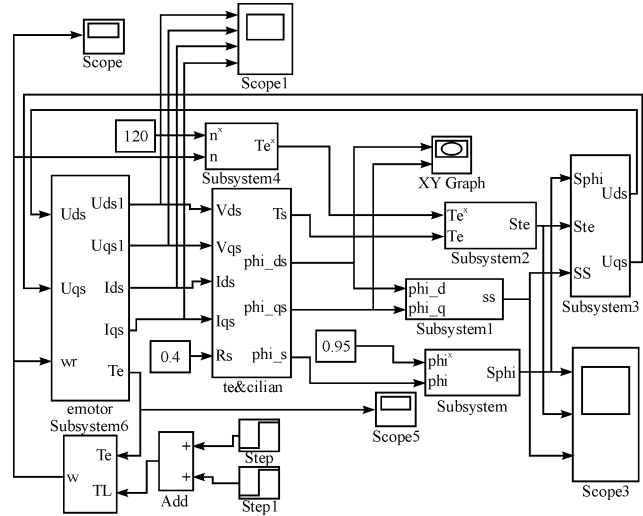 Scope
Scope1
120
n^x
n
Te^x
Subsystem4
XY Graph
Uds
Uqs
wr
Uds1
Uqs1
Ids
Iqs
Te
emotor
Subsystem6
Vds
Vqs
Ids
Iqs
Rs
Ts
phi_ds
phi_qs
phi_s
te&cilian
0.4
Te^x
Te
Ste
Subsystem2
phi_d
phi_q
ss
Subsystem1
Sphi
Ste
SS
Uds
Uqs
Subsystem3
0.95
phi^x
phi
Sphi
Subsystem
Scope5
Scope3
w
Te
TL
+
+
Add
Step
Step1